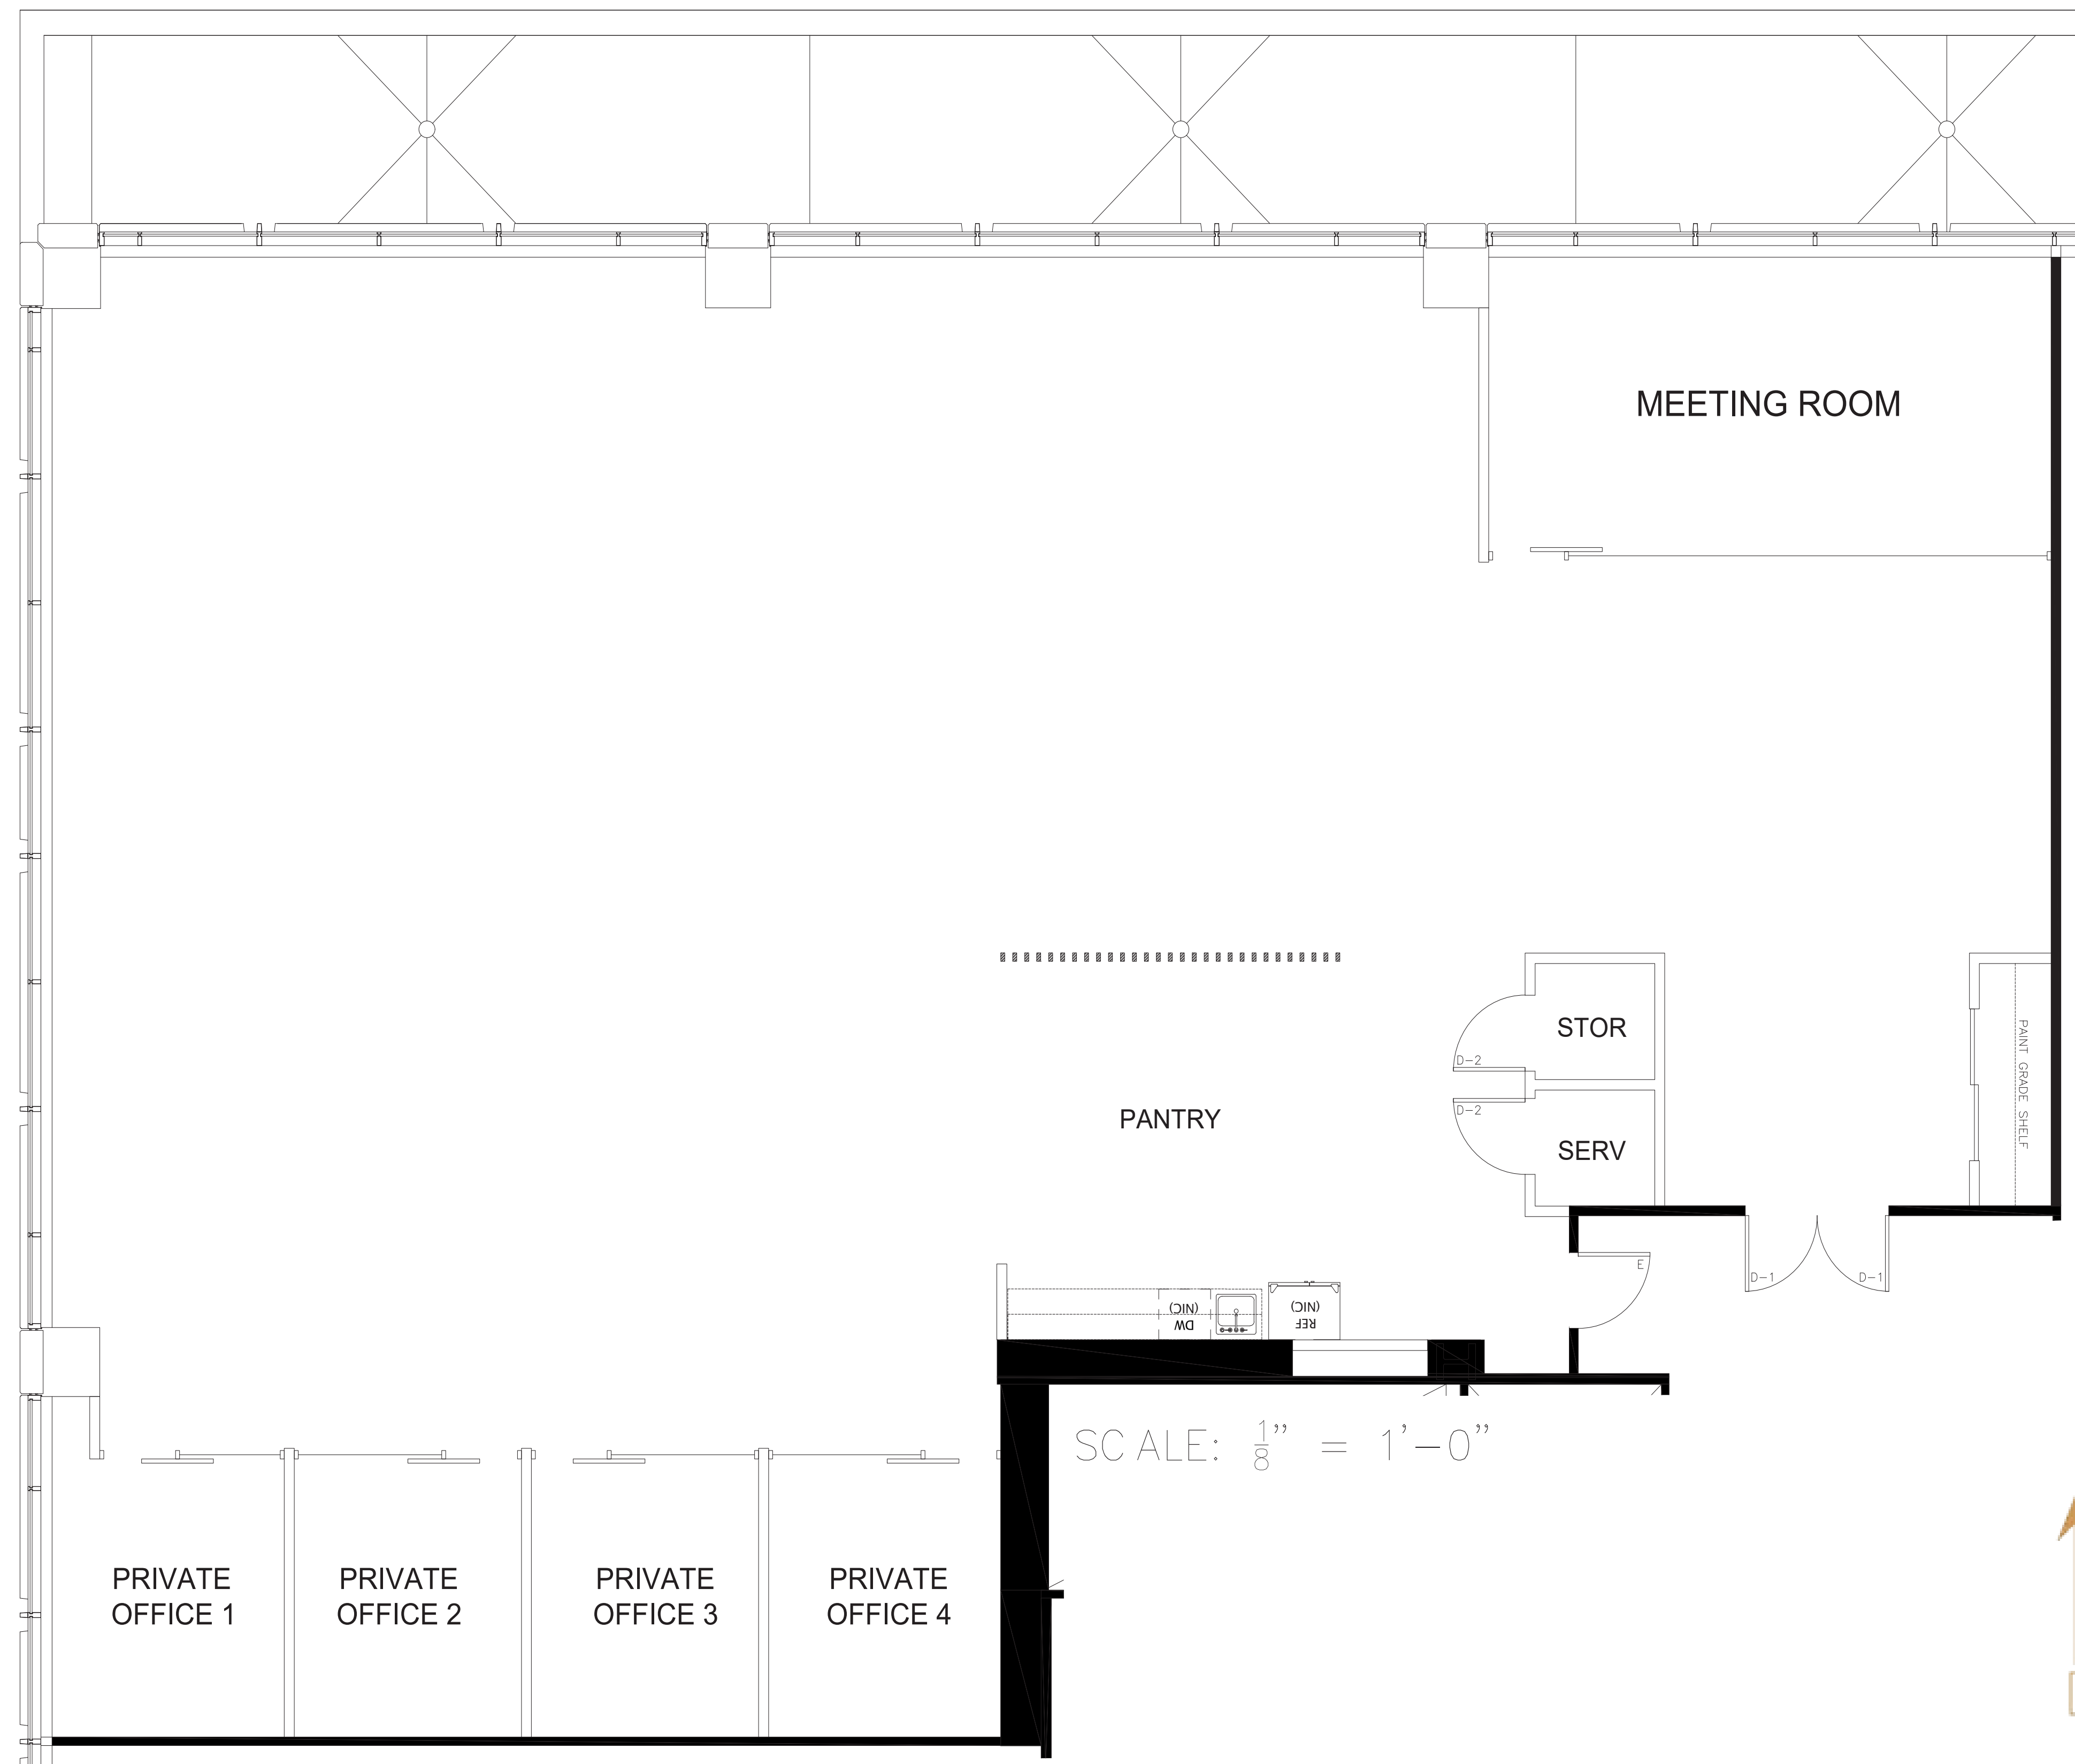 MEETING ROOM
STOR
D-2
PAINT GRADE SHELF
D-2
PANTRY
SERV
E
D-1
D-1
DW
(NIC)
REF
(NIC)
SCALE: 1/8” = 1’-0”
PRIVATE
OFFICE 1
PRIVATE
OFFICE 2
PRIVATE
OFFICE 3
PRIVATE
OFFICE 4